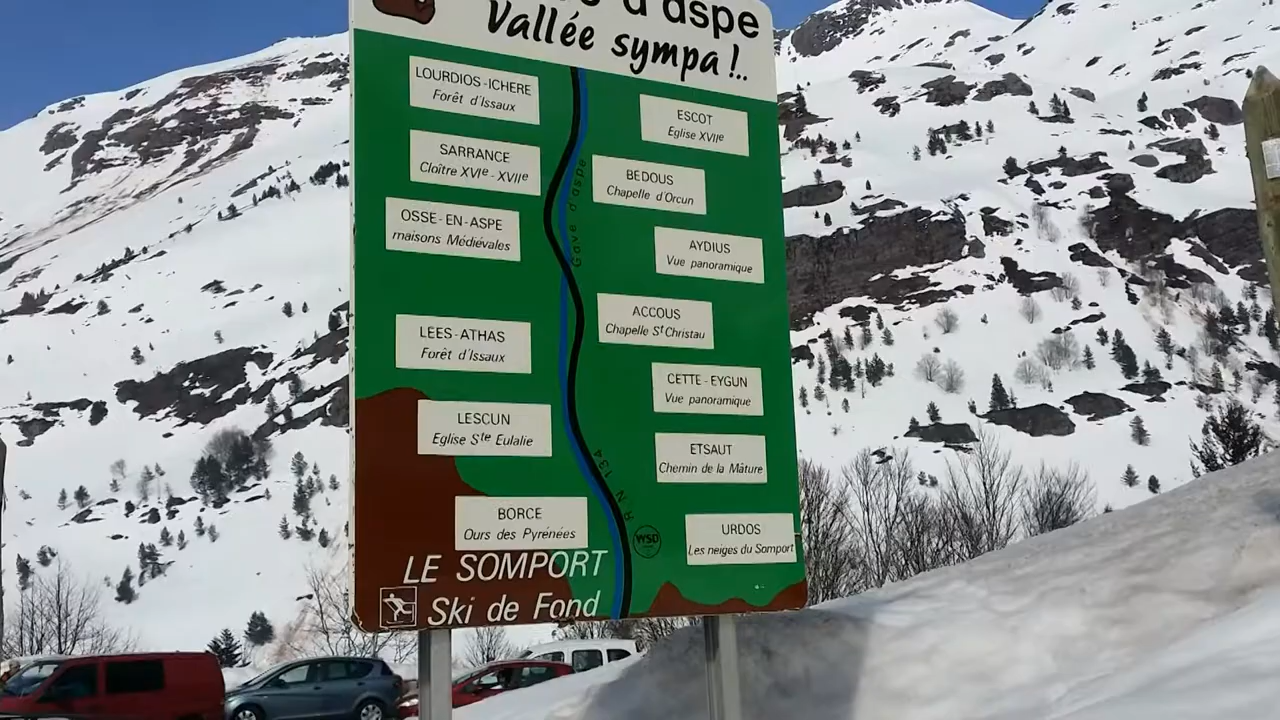 d'aspe
Vallée sympa !..
LOURDIOS-ICHERE
Forêt d'Issaux
ESCOT
Eglise XVIIe
SARRANCE
Cloître XVIe-XVIIe
BEDOUS
Chapelle d'Orcun
OSSE-EN-ASPE
maisons Médiévales
AYDIUS
Vue panoramique
Gave d'aspe
ACCOUS
Chapelle St Christau
LEES-ATHAS
Forêt d'Issaux
CETTE-EYGUN
Vue panoramique
LESCUN
Eglise Ste Eulalie
ETSAUT
Chemin de la Mâture
R N 134
BORCE
Ours des Pyrénées
WSD
URDOS
Les neiges du Somport
LE SOMPORT
Ski de Fond